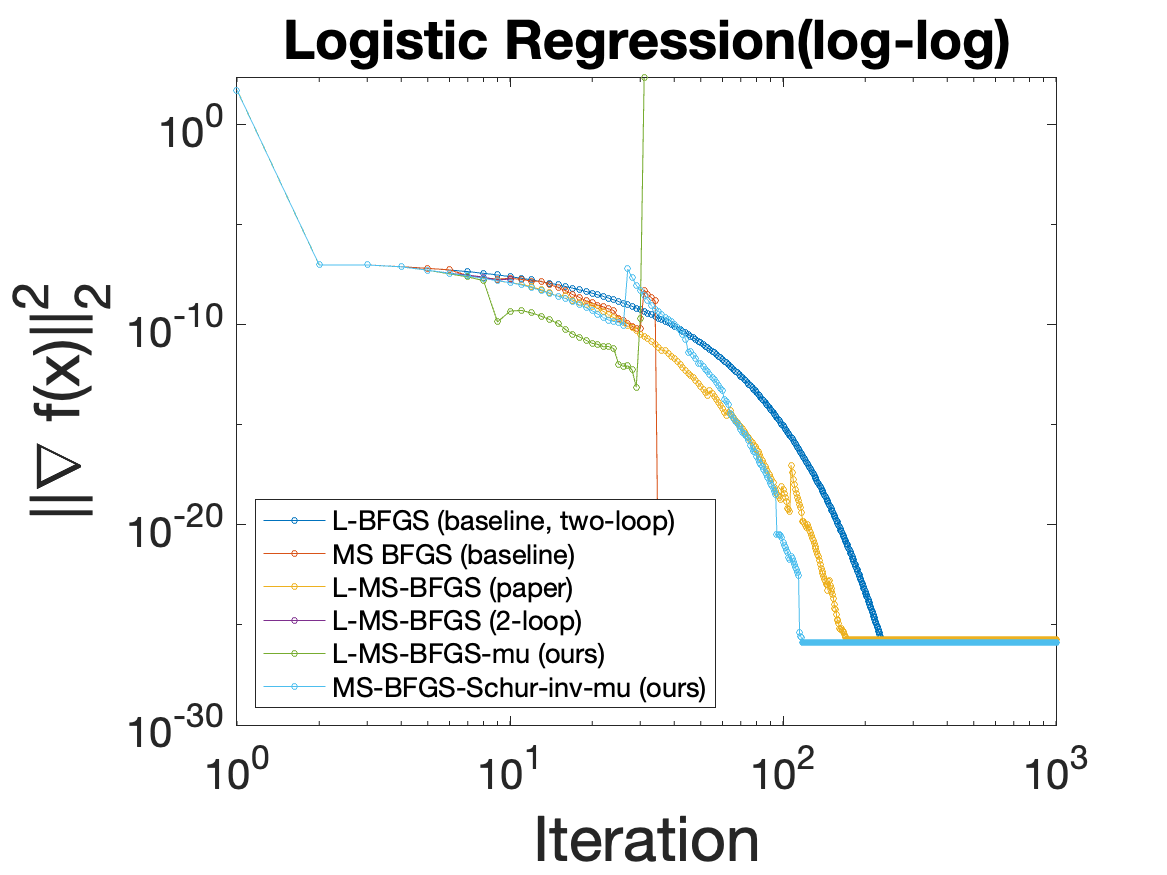 Logistic Regression(log-log)
10^0
10^-10
10^-20
10^-30
||∇ f(x)||_2^2
L-BFGS (baseline, two-loop)
MS BFGS (baseline)
L-MS-BFGS (paper)
L-MS-BFGS (2-loop)
L-MS-BFGS-mu (ours)
MS-BFGS-Schur-inv-mu (ours)
10^0 10^1 10^2 10^3
Iteration